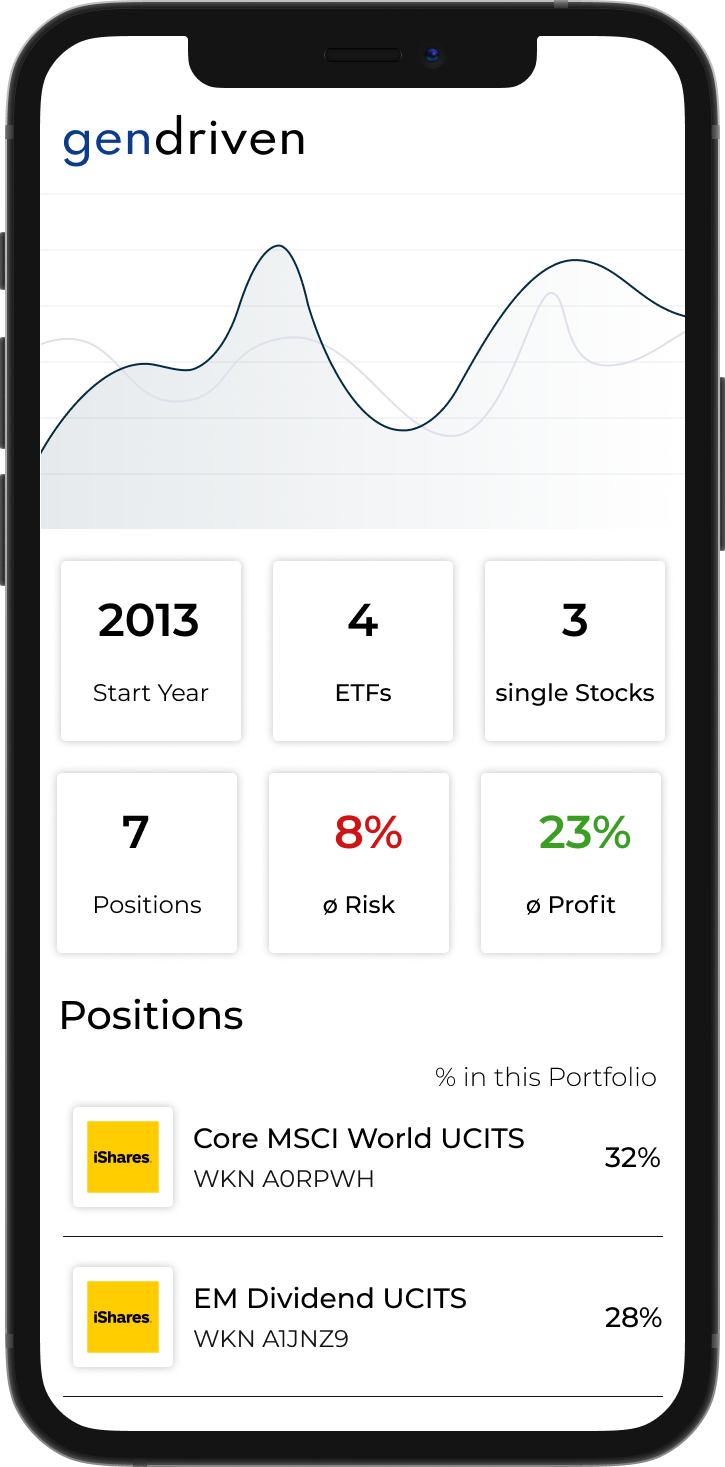 gendriven
2013
Start Year
4
ETFs
3
single Stocks
7
Positions
8%
ø Risk
23%
ø Profit
Positions
% in this Portfolio
iShares.
Core MSCI World UCITS
WKN A0RPWH
32%
iShares.
EM Dividend UCITS
WKN A1JNZ9
28%